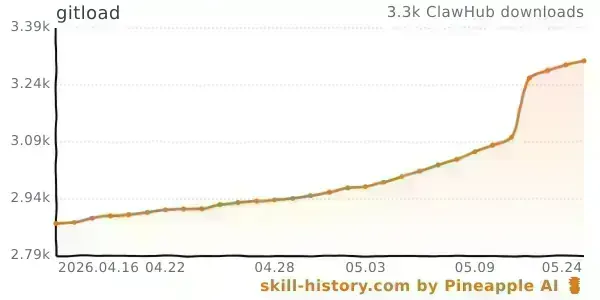 gitload
3.3k ClawHub downloads
3.39k
3.24k
3.09k
2.94k
2.79k
2026.04.16 04.22 04.28 05.03 05.09 05.24
skill-history.com by Pineapple AI